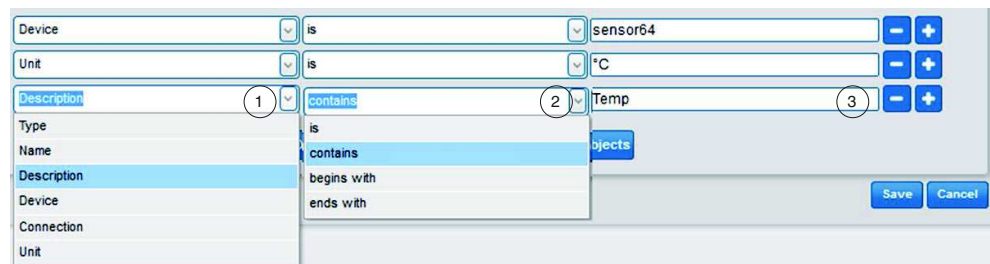 Device is sensor64 - +
Unit is °C - +
Description 1 contains 2 Temp 3 - +
Type is
Name contains bjects
Description begins with
Device ends with Save Cancel
Connection
Unit